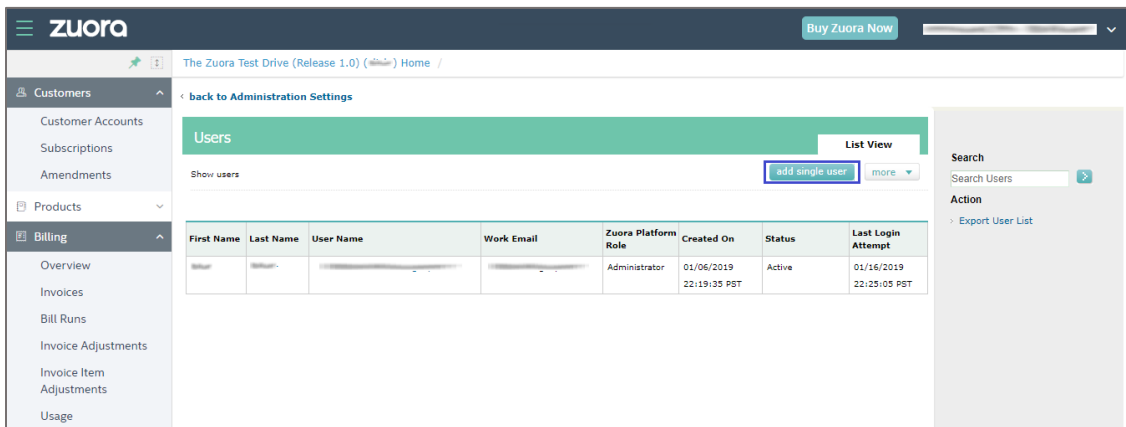 zuora
Buy Zuora Now
The Zuora Test Drive (Release 1.0) ( ) Home /
Customers
Customer Accounts
Subscriptions
Amendments
Products
Billing
Overview
Invoices
Bill Runs
Invoice Adjustments
Invoice Item
Adjustments
Usage
‹ back to Administration Settings
Users
List View
Show users
add single user
more
First Name Last Name User Name Work Email Zuora Platform Role Created On Status Last Login Attempt
Administrator 01/06/2019 22:19:35 PST Active 01/16/2019 22:25:05 PST
Search
Search Users
Action
› Export User List